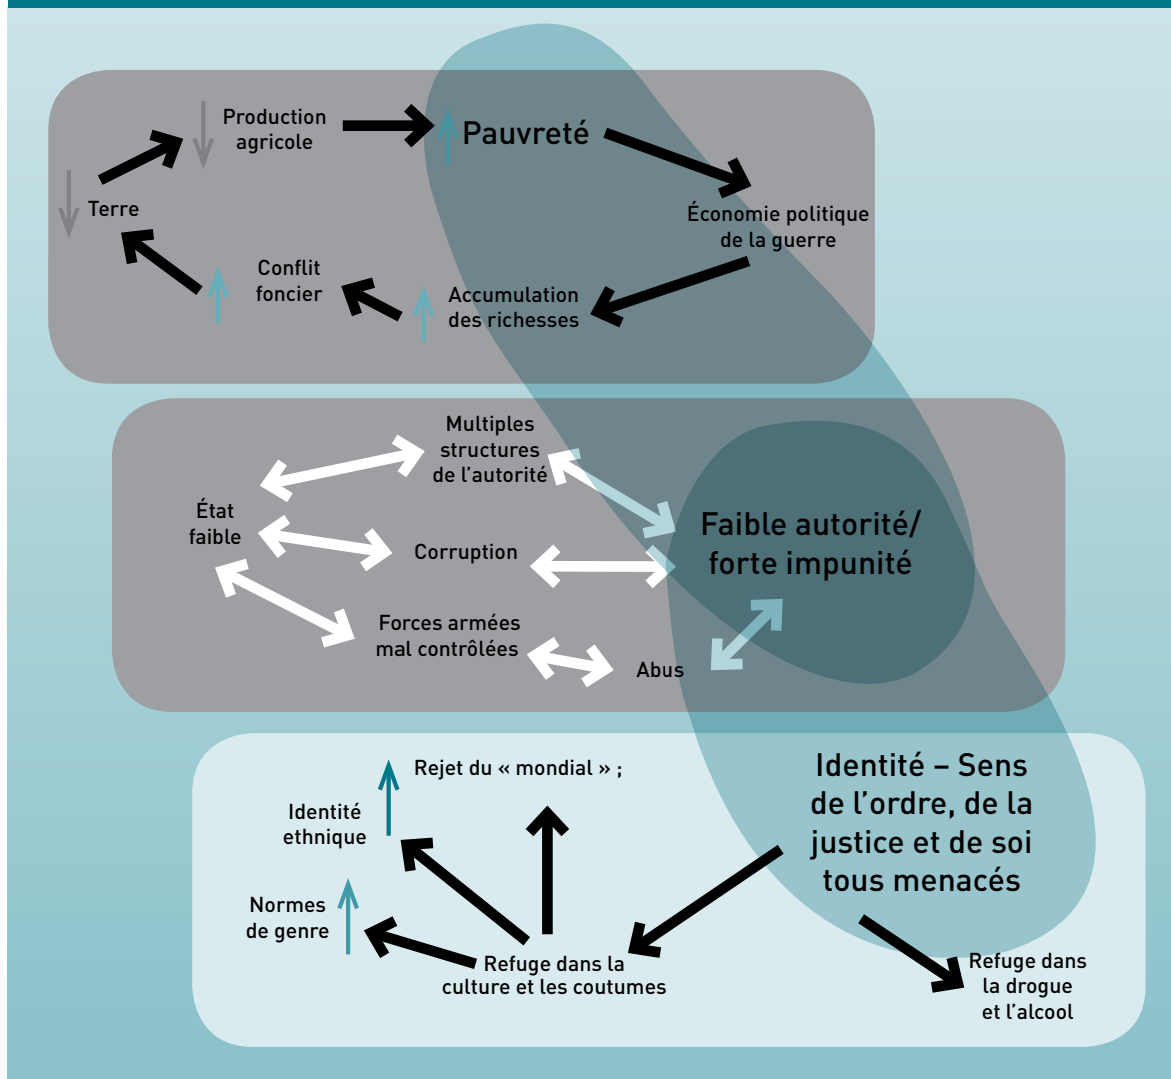 Production
agricole
Pauvreté
Terre
Économie politique
de la guerre
Conflit
foncier
Accumulation
des richesses
Multiples
structures
de l'autorité
État
faible
Corruption
Faible autorité/
forte impunité
Forces armées
mal contrôlées
Abus
Rejet du « mondial » ;
Identité
ethnique
Identité – Sens
de l'ordre, de la
justice et de soi
tous menacés
Normes
de genre
Refuge dans la
culture et les coutumes
Refuge dans
la drogue
et l'alcool